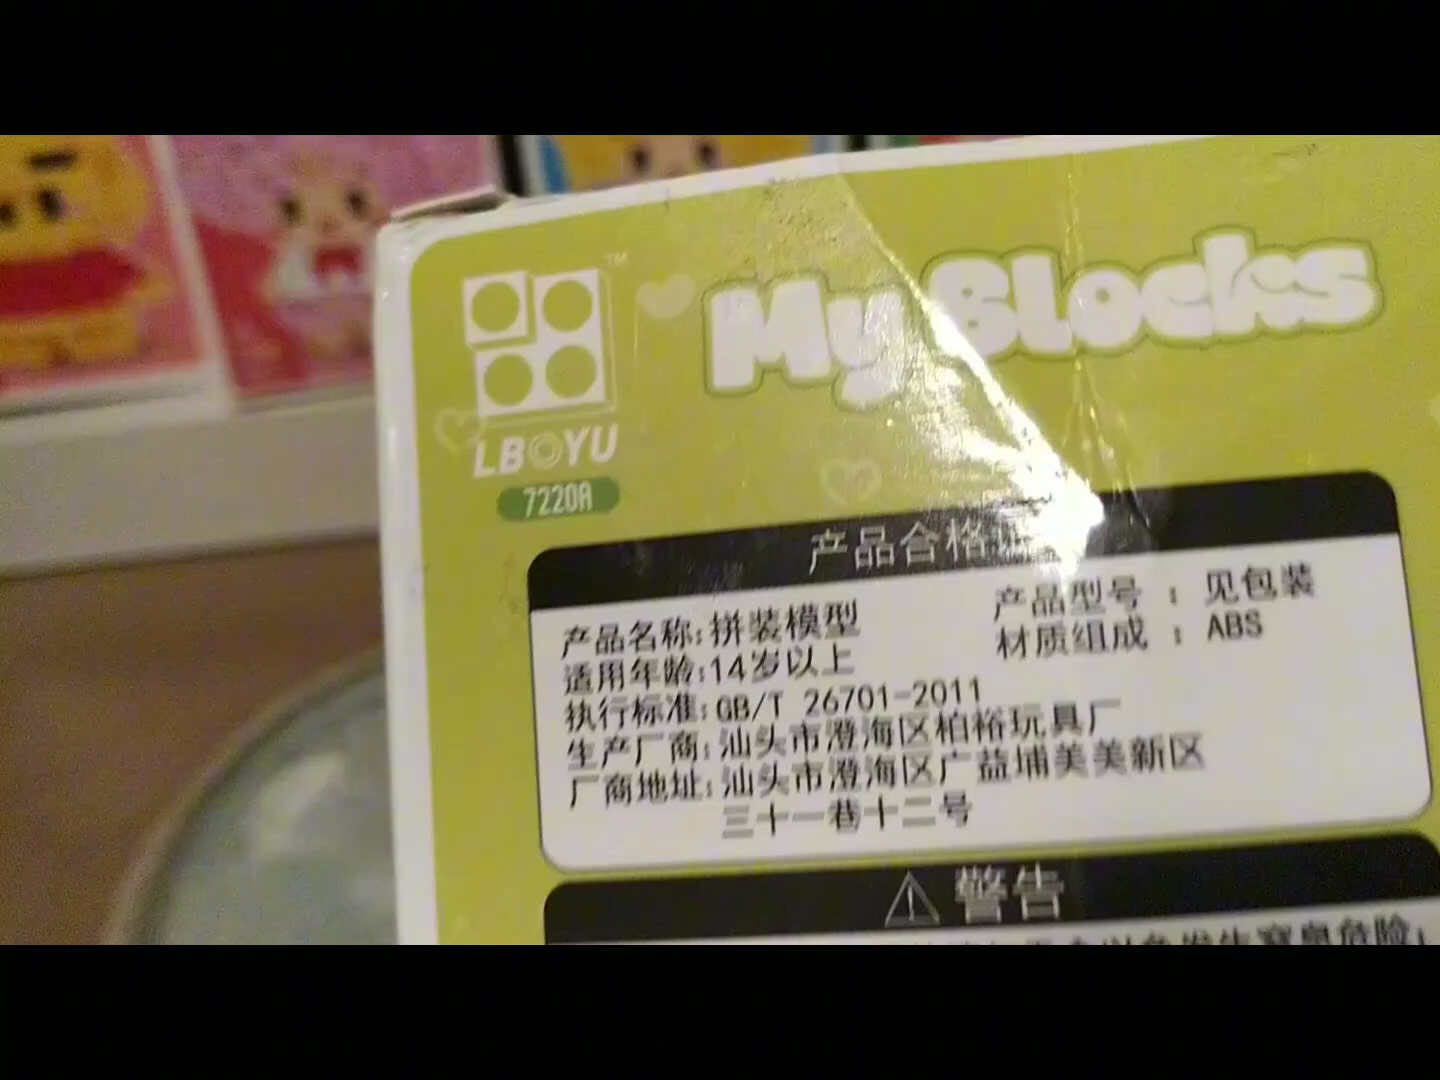 My Blocks
LBOYU
7220A
产品合格证
产品名称:拼装模型
产品型号：见包装
适用年龄:14岁以上
材质组成：ABS
执行标准:GB/T 26701-2011
生产厂商:汕头市澄海区柏裕玩具厂
厂商地址:汕头市澄海区广益埔美美新区
三十一巷十二号
警告